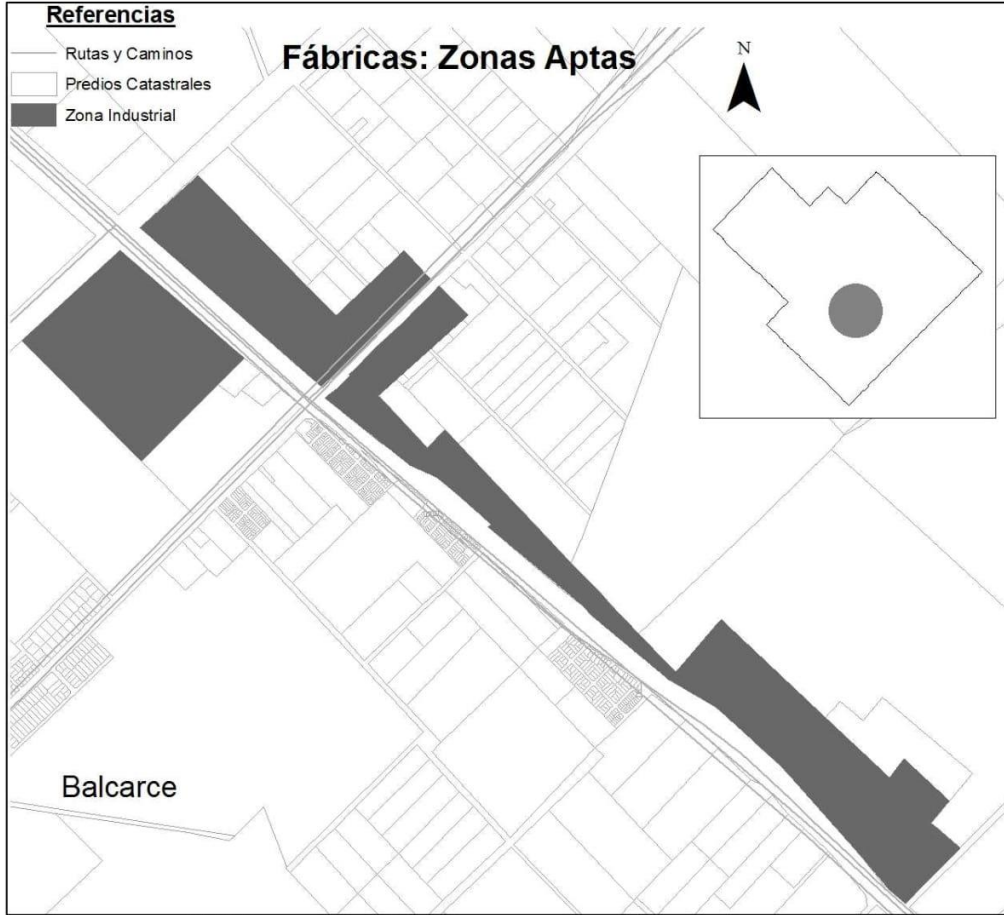 Referencias
Rutas y Caminos
Predios Catastrales
Zona Industrial
Fábricas: Zonas Aptas
N
Balcarce